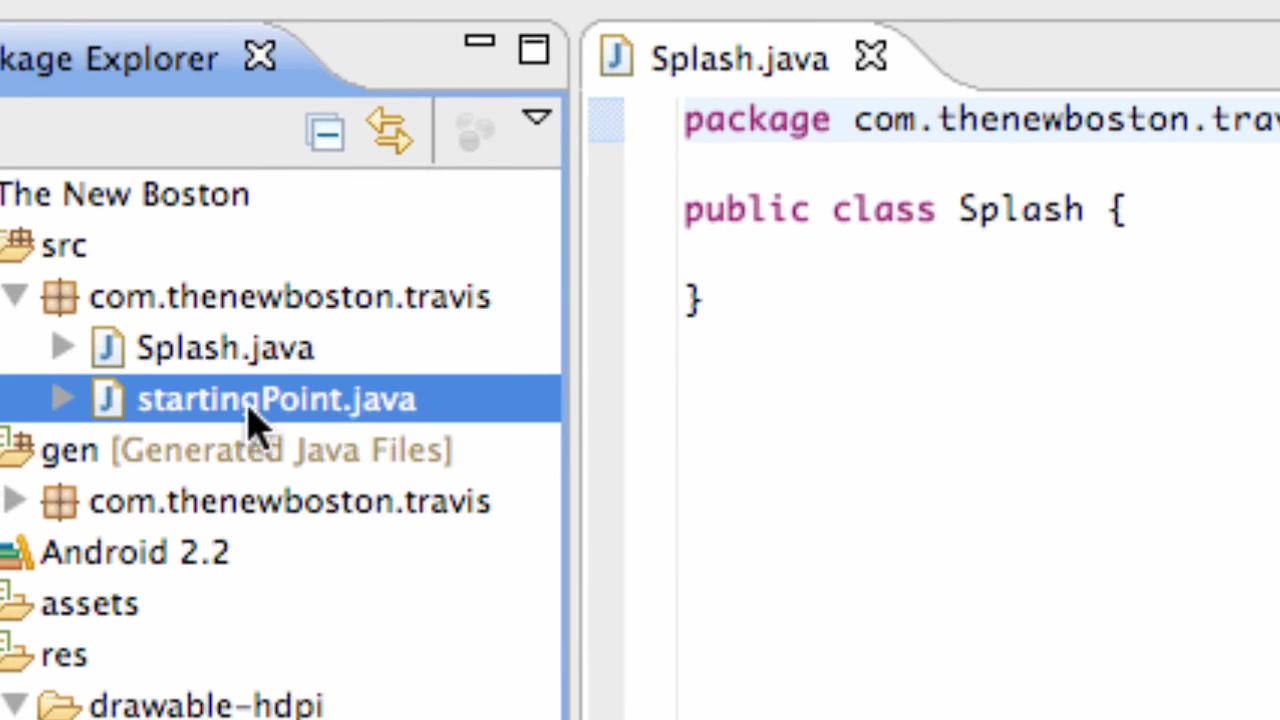 kage Explorer
Splash.java
package com.thenewboston.trav
public class Splash {
}
The New Boston
src
com.thenewboston.travis
Splash.java
startingPoint.java
gen [Generated Java Files]
com.thenewboston.travis
Android 2.2
assets
res
drawable-hdpi